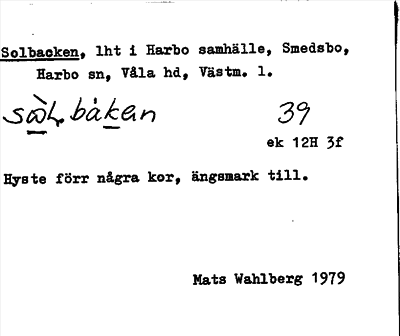 Solbacken, lht i Harbo samhälle, Smedsbo,
Harbo sn, Våla hd, Västm. l.
båkan 39
ek 12H 3f
Hyste förr några kor, ängsmark till.
Mats Wahlberg 1979